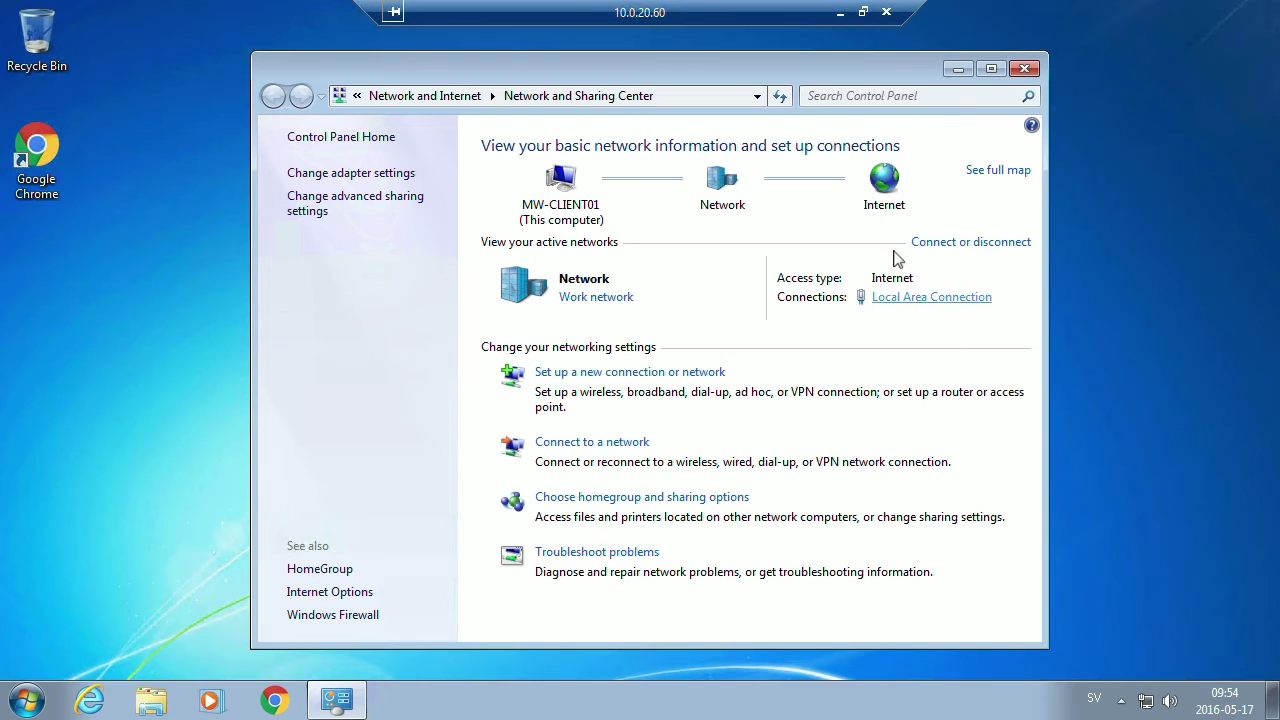 10.0.20.60
Recycle Bin
Google
Chrome
« Network and Internet ▸ Network and Sharing Center
Search Control Panel
Control Panel Home
Change adapter settings
Change advanced sharing
settings
See also
HomeGroup
Internet Options
Windows Firewall
View your basic network information and set up connections
See full map
MW-CLIENT01
(This computer)
Network
Internet
View your active networks
Connect or disconnect
Network
Work network
Access type: Internet
Connections: Local Area Connection
Change your networking settings
Set up a new connection or network
Set up a wireless, broadband, dial-up, ad hoc, or VPN connection; or set up a router or access
point.
Connect to a network
Connect or reconnect to a wireless, wired, dial-up, or VPN network connection.
Choose homegroup and sharing options
Access files and printers located on other network computers, or change sharing settings.
Troubleshoot problems
Diagnose and repair network problems, or get troubleshooting information.
SV
09:54
2016-05-17